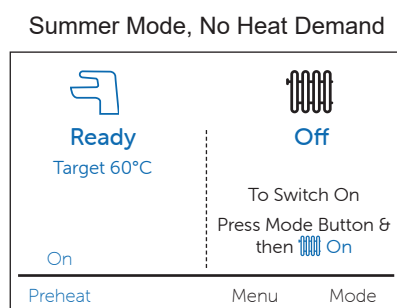 Summer Mode, No Heat Demand
Ready
Target 60°C
On
Off
To Switch On
Press Mode Button &
then On
Preheat
Menu
Mode